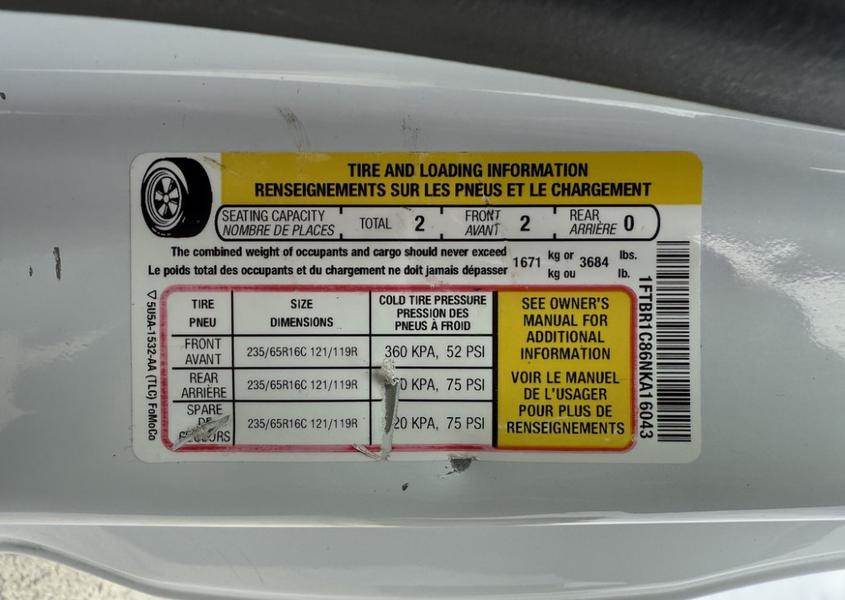 TIRE AND LOADING INFORMATION
RENSEIGNEMENTS SUR LES PNEUS ET LE CHARGEMENT
SEATING CAPACITY
NOMBRE DE PLACES
TOTAL 2
FRONT
AVANT 2
REAR
ARRIÈRE 0
The combined weight of occupants and cargo should never exceed 1671 kg or 3684 lbs.
Le poids total des occupants et du chargement ne doit jamais dépasser kg ou lb.
TIRE
PNEU
SIZE
DIMENSIONS
COLD TIRE PRESSURE
PRESSION DES
PNEUS À FROID
FRONT
AVANT
235/65R16C 121/119R
360 KPA, 52 PSI
REAR
ARRIÈRE
235/65R16C 121/119R
KPA, 75 PSI
SPARE
DE
235/65R16C 121/119R
20 KPA, 75 PSI
SEE OWNER'S
MANUAL FOR
ADDITIONAL
INFORMATION
VOIR LE MANUEL
DE L'USAGER
POUR PLUS DE
RENSEIGNEMENTS
5U5A-1532-AA (TLC) FoMoCo
1FTBR1C86NKA16043